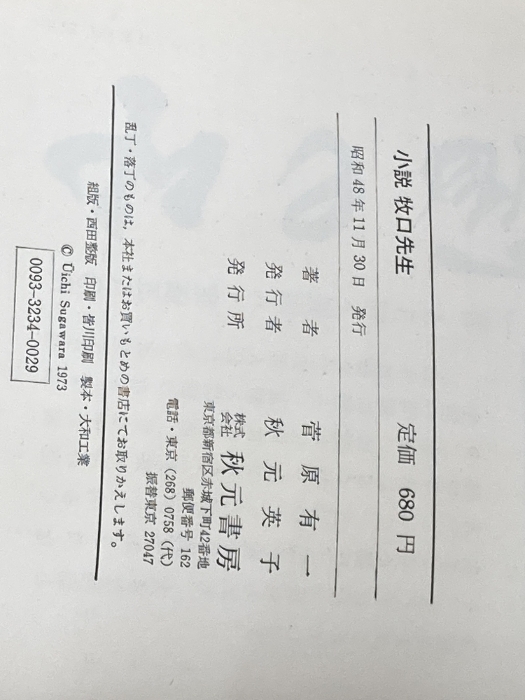 小説 牧口先生 定価 680 円
昭和 48 年 11 月 30 日 発行
著者 菅原有一
発行者 秋元英子
発行所 株式会社 秋元書房
東京都新宿区赤城下町42番地
郵便番号 162
電話・東京 (268) 0758 (代)
振替東京 27047
乱丁・落丁のものは，本社またはお買いもとめの書店にてお取りかえします。
組版・西田整版 印刷・皆川印刷 製本・大和工業
© Ūichi Sugawara 1973
0093-3234-0029